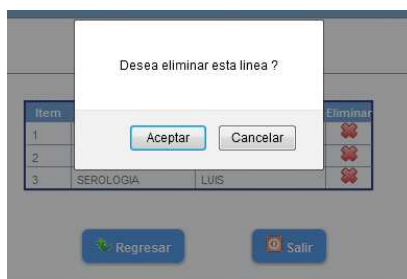 Desea eliminar esta linea ?
Aceptar Cancelar
Item Eliminar
1
2
3 SEROLOGIA LUIS
Regresar Salir